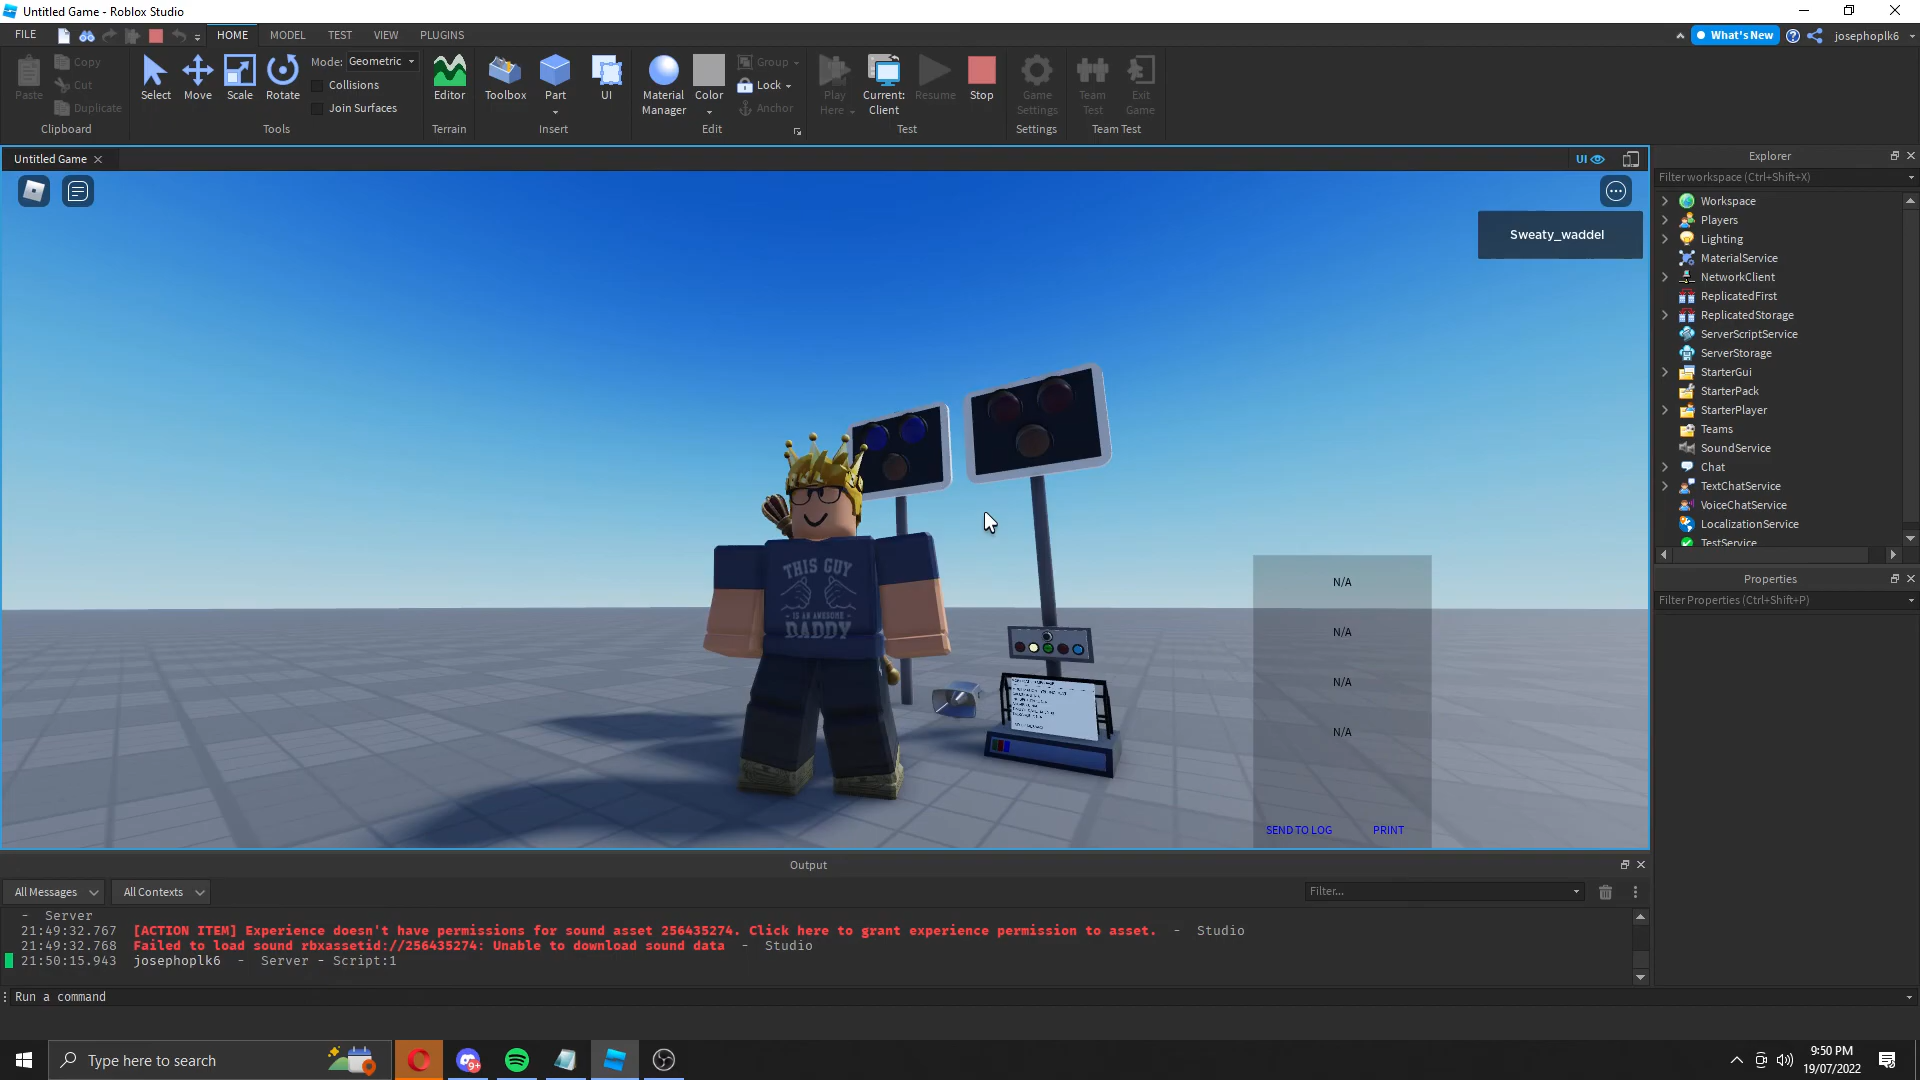 Untitled Game - Roblox Studio
FILE
HOME
MODEL
TEST
VIEW
PLUGINS
What's New
josephoplk6
Paste
Copy
Cut
Duplicate
Clipboard
Select
Move
Scale
Rotate
Mode: Geometric
Collisions
Join Surfaces
Tools
Editor
Terrain
Toolbox
Part
UI
Insert
Material Manager
Color
Group
Lock
Anchor
Edit
Play Here
Current: Client
Resume
Stop
Test
Game Settings
Settings
Team Test
Exit Game
Team Test
Untitled Game
UI
Sweaty_waddel
THIS GUY
- IS AN AWESOME -
DADDY
N/A
N/A
N/A
N/A
SEND TO LOG
PRINT
Explorer
Filter workspace (Ctrl+Shift+X)
Workspace
Players
Lighting
MaterialService
NetworkClient
ReplicatedFirst
ReplicatedStorage
ServerScriptService
ServerStorage
StarterGui
StarterPack
StarterPlayer
Teams
SoundService
Chat
TextChatService
VoiceChatService
LocalizationService
TestService
Properties
Filter Properties (Ctrl+Shift+P)
Output
All Messages
All Contexts
Filter...
- Server
21:49:32.767 [ACTION ITEM] Experience doesn't have permissions for sound asset 256435274. Click here to grant experience permission to asset. - Studio
21:49:32.768 Failed to load sound rbxassetid://256435274: Unable to download sound data - Studio
21:50:15.943 josephoplk6 - Server - Script:1
Run a command
Type here to search
9+
9:50 PM
19/07/2022